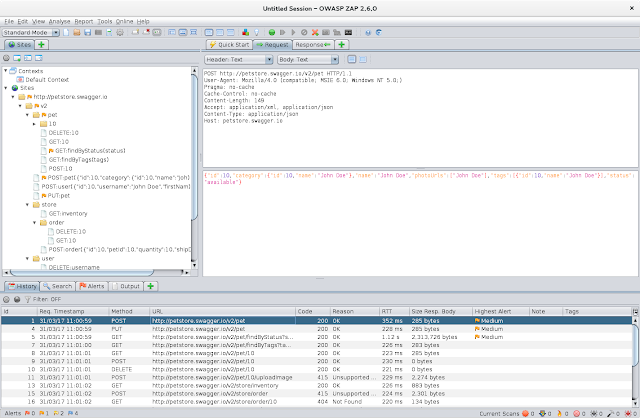 Untitled Session - OWASP ZAP 2.6.0
File Edit View Analyse Report Tools Online Help
Standard Mode
Sites
Quick Start Request Response
Header: Text Body: Text
Contexts
Default Context
Sites
http://petstore.swagger.io
v2
pet
10
DELETE:10
GET:10
GET:findByStatus(status)
GET:findByTags(tags)
POST:10
POST:pet({"id":10,"category": {"id":10,"name":"Joh
POST:user({"id":10,"username":"John Doe","firstNam
PUT:pet
store
GET:inventory
order
DELETE:10
GET:10
POST:order({"id":10,"petId":10,"quantity":10,"ship
user
DELETE:username
POST http://petstore.swagger.io/v2/pet HTTP/1.1
User-Agent: Mozilla/4.0 (compatible; MSIE 6.0; Windows NT 5.0;)
Pragma: no-cache
Cache-Control: no-cache
Content-Length: 149
Accept: application/xml, application/json
Content-Type: application/json
Host: petstore.swagger.io
{"id":10,"category":{"id":10,"name":"John Doe"},"name":"John Doe","photoUrls":["John Doe"],"tags":[{"id":10,"name":"John Doe"}],"status":
"available"}
History Search Alerts Output
Filter: OFF
Id Req. Timestamp Method URL Code Reason RTT Size Resp. Body Highest Alert Note Tags
1 31/03/17 11:00:59 POST http://petstore.swagger.io/v2/pet 200 OK 352 ms 285 bytes Medium
4 31/03/17 11:00:59 PUT http://petstore.swagger.io/v2/pet 200 OK 228 ms 285 bytes Medium
5 31/03/17 11:00:59 GET http://petstore.swagger.io/v2/pet/findByStatus?s... 200 OK 1.12 s 2,313,726 bytes Medium
6 31/03/17 11:01:00 GET http://petstore.swagger.io/v2/pet/findByTags?ta... 200 OK 226 ms 283 bytes
8 31/03/17 11:01:01 GET http://petstore.swagger.io/v2/pet/10 200 OK 223 ms 285 bytes
9 31/03/17 11:01:01 POST http://petstore.swagger.io/v2/pet/10 200 OK 230 ms 0 bytes
10 31/03/17 11:01:01 DELETE http://petstore.swagger.io/v2/pet/10 200 OK 221 ms 0 bytes
11 31/03/17 11:01:02 POST http://petstore.swagger.io/v2/pet/10/uploadImage 415 Unsupported ... 229 ms 2,274 bytes
13 31/03/17 11:01:02 GET http://petstore.swagger.io/v2/store/inventory 200 OK 226 ms 883 bytes
15 31/03/17 11:01:02 POST http://petstore.swagger.io/v2/store/order 415 Unsupported ... 224 ms 2,301 bytes
16 31/03/17 11:01:02 GET http://petstore.swagger.io/v2/store/order/10 404 Not Found 220 ms 134 bytes
Alerts 0 1 2 4 Current Scans 0 0 0 0 0 0 0